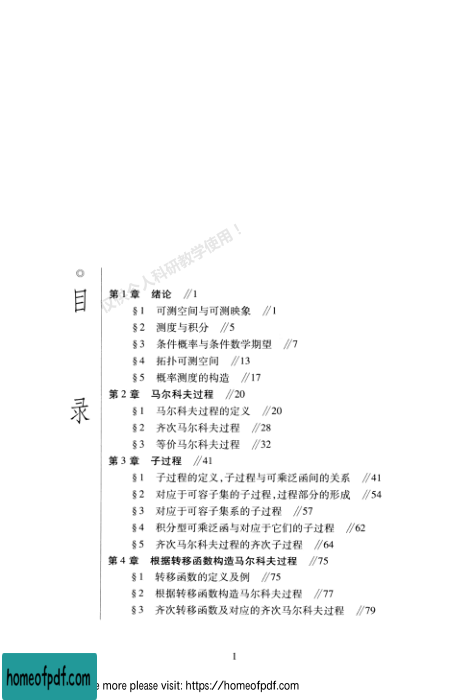 仅供个人科研教学使用！
◎
目
录
第1章 绪论 //1
§1 可测空间与可测映象 //1
§2 测度与积分 //5
§3 条件概率与条件数学期望 //7
§4 拓扑可测空间 //13
§5 概率测度的构造 //17
第2章 马尔科夫过程 //20
§1 马尔科夫过程的定义 //20
§2 齐次马尔科夫过程 //28
§3 等价马尔科夫过程 //32
第3章 子过程 //41
§1 子过程的定义,子过程与可乘泛函间的关系 //41
§2 对应于可容子集的子过程,过程部分的形成 //54
§3 对应于可容子集系的子过程 //57
§4 积分型可乘泛函与对应于它们的子过程 //62
§5 齐次马尔科夫过程的齐次子过程 //64
第4章 根据转移函数构造马尔科夫过程 //75
§1 转移函数的定义及例 //75
§2 根据转移函数构造马尔科夫过程 //77
§3 齐次转移函数及对应的齐次马尔科夫过程 //79
1
homeofpdf.com
more please visit: https://homeofpdf.com